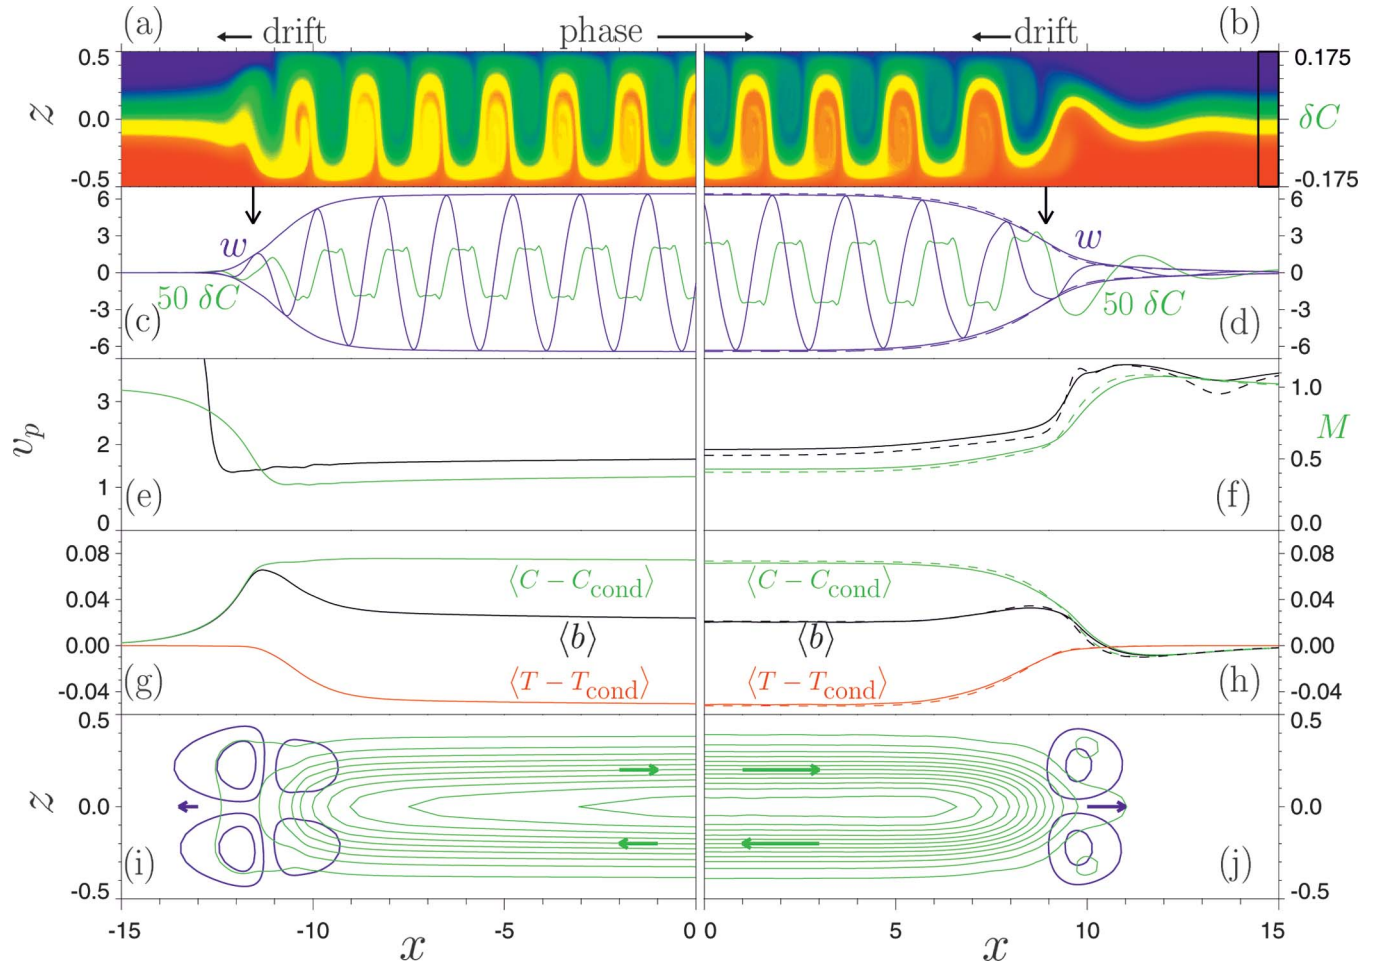 (a) drift phase drift (b)
0.5 0.175
z 0.0 δC
-0.5 -0.175
6 6
3 w w 3
0 0
50 δC 50 δC
-3 (c) (d) -3
-6 -6
3 1.0
v_p M
2
0.5
1 (e) (f)
0 0.0
0.08 0.08
⟨C − C_cond⟩ ⟨C − C_cond⟩
0.04 0.04
⟨b⟩ ⟨b⟩
0.00 0.00
(g) ⟨T − T_cond⟩ ⟨T − T_cond⟩ (h)
-0.04 -0.04
0.5 0.5
z 0.0 0.0
(i) (j)
-0.5 -0.5
-15 -10 -5 0 0 5 10 15
x x